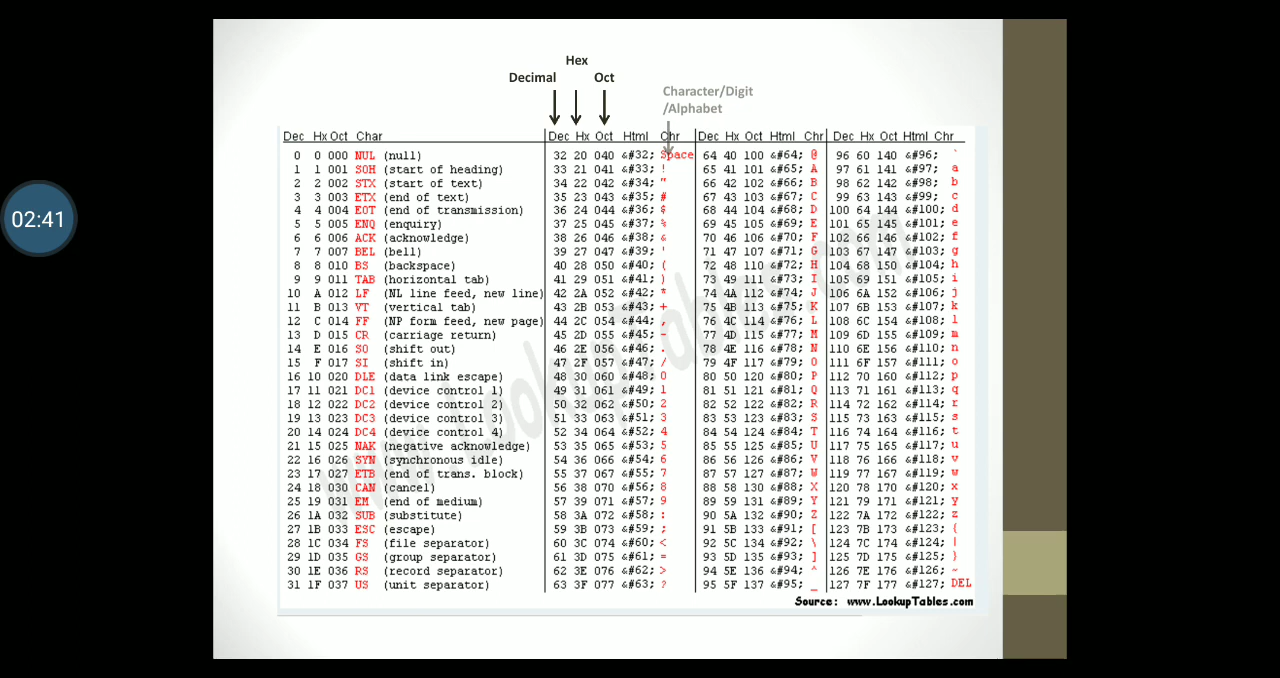 Hex
Decimal Oct
Character/Digit
/Alphabet
02:41
Dec Hx Oct Char Dec Hx Oct Html Chr Dec Hx Oct Html Chr Dec Hx Oct Html Chr
0 0 000 NUL (null) 32 20 040 &#32; Space 64 40 100 &#64; @ 96 60 140 &#96; `
1 1 001 SOH (start of heading) 33 21 041 &#33; ! 65 41 101 &#65; A 97 61 141 &#97; a
2 2 002 STX (start of text) 34 22 042 &#34; " 66 42 102 &#66; B 98 62 142 &#98; b
3 3 003 ETX (end of text) 35 23 043 &#35; # 67 43 103 &#67; C 99 63 143 &#99; c
4 4 004 EOT (end of transmission) 36 24 044 &#36; $ 68 44 104 &#68; D 100 64 144 &#100; d
5 5 005 ENQ (enquiry) 37 25 045 &#37; % 69 45 105 &#69; E 101 65 145 &#101; e
6 6 006 ACK (acknowledge) 38 26 046 &#38; & 70 46 106 &#70; F 102 66 146 &#102; f
7 7 007 BEL (bell) 39 27 047 &#39; ' 71 47 107 &#71; G 103 67 147 &#103; g
8 8 010 BS (backspace) 40 28 050 &#40; ( 72 48 110 &#72; H 104 68 150 &#104; h
9 9 011 TAB (horizontal tab) 41 29 051 &#41; ) 73 49 111 &#73; I 105 69 151 &#105; i
10 A 012 LF (NL line feed, new line) 42 2A 052 &#42; * 74 4A 112 &#74; J 106 6A 152 &#106; j
11 B 013 VT (vertical tab) 43 2B 053 &#43; + 75 4B 113 &#75; K 107 6B 153 &#107; k
12 C 014 FF (NP form feed, new page) 44 2C 054 &#44; , 76 4C 114 &#76; L 108 6C 154 &#108; l
13 D 015 CR (carriage return) 45 2D 055 &#45; - 77 4D 115 &#77; M 109 6D 155 &#109; m
14 E 016 SO (shift out) 46 2E 056 &#46; . 78 4E 116 &#78; N 110 6E 156 &#110; n
15 F 017 SI (shift in) 47 2F 057 &#47; / 79 4F 117 &#79; O 111 6F 157 &#111; o
16 10 020 DLE (data link escape) 48 30 060 &#48; 0 80 50 120 &#80; P 112 70 160 &#112; p
17 11 021 DC1 (device control 1) 49 31 061 &#49; 1 81 51 121 &#81; Q 113 71 161 &#113; q
18 12 022 DC2 (device control 2) 50 32 062 &#50; 2 82 52 122 &#82; R 114 72 162 &#114; r
19 13 023 DC3 (device control 3) 51 33 063 &#51; 3 83 53 123 &#83; S 115 73 163 &#115; s
20 14 024 DC4 (device control 4) 52 34 064 &#52; 4 84 54 124 &#84; T 116 74 164 &#116; t
21 15 025 NAK (negative acknowledge) 53 35 065 &#53; 5 85 55 125 &#85; U 117 75 165 &#117; u
22 16 026 SYN (synchronous idle) 54 36 066 &#54; 6 86 56 126 &#86; V 118 76 166 &#118; v
23 17 027 ETB (end of trans. block) 55 37 067 &#55; 7 87 57 127 &#87; W 119 77 167 &#119; w
24 18 030 CAN (cancel) 56 38 070 &#56; 8 88 58 130 &#88; X 120 78 170 &#120; x
25 19 031 EM (end of medium) 57 39 071 &#57; 9 89 59 131 &#89; Y 121 79 171 &#121; y
26 1A 032 SUB (substitute) 58 3A 072 &#58; : 90 5A 132 &#90; Z 122 7A 172 &#122; z
27 1B 033 ESC (escape) 59 3B 073 &#59; ; 91 5B 133 &#91; [ 123 7B 173 &#123; {
28 1C 034 FS (file separator) 60 3C 074 &#60; < 92 5C 134 &#92; \ 124 7C 174 &#124; |
29 1D 035 GS (group separator) 61 3D 075 &#61; = 93 5D 135 &#93; ] 125 7D 175 &#125; }
30 1E 036 RS (record separator) 62 3E 076 &#62; > 94 5E 136 &#94; ^ 126 7E 176 &#126; ~
31 1F 037 US (unit separator) 63 3F 077 &#63; ? 95 5F 137 &#95; _ 127 7F 177 &#127; DEL
Source: www.LookupTables.com
www.LookupTables.com